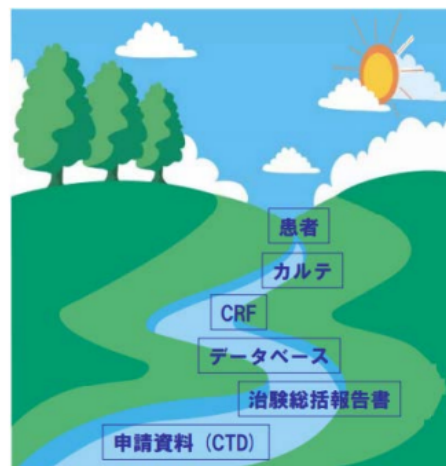 患者
カルテ
CRF
データベース
治験総括報告書
申請資料 (CTD)